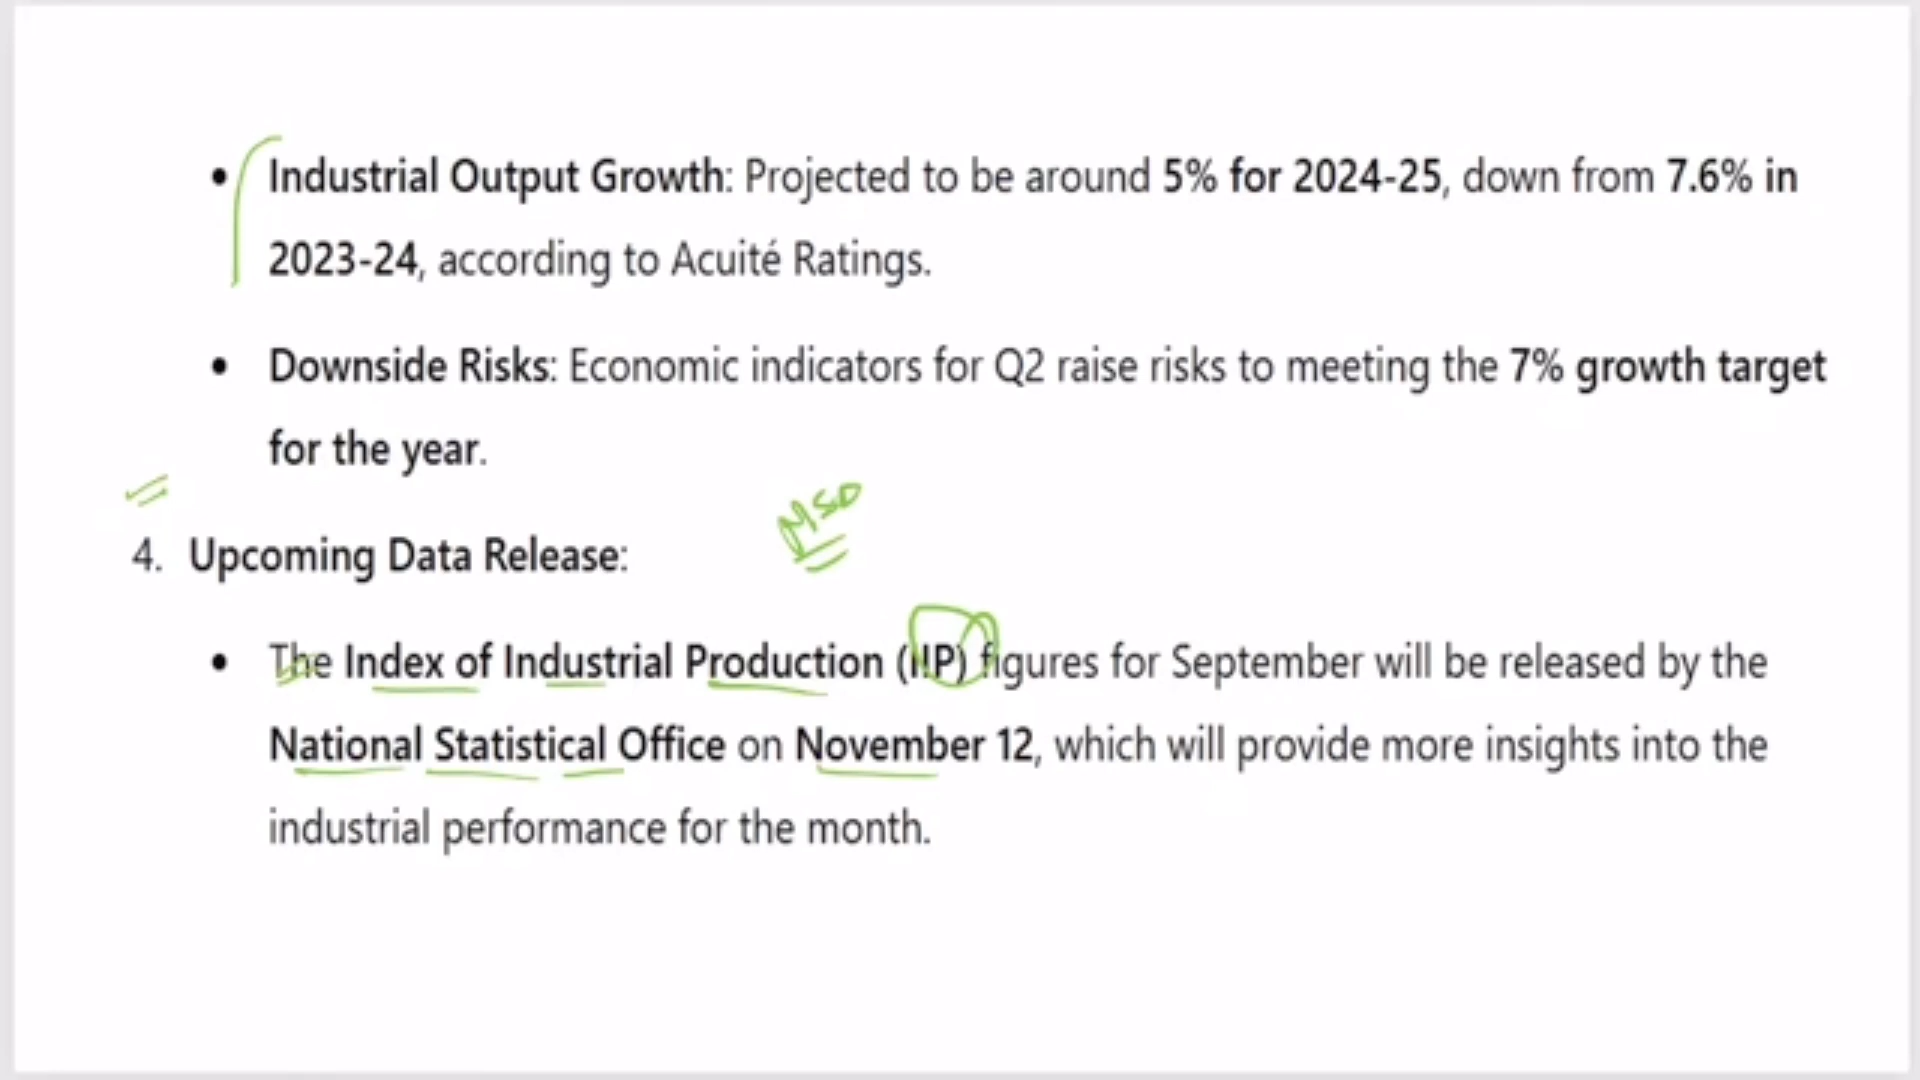 • Industrial Output Growth: Projected to be around 5% for 2024-25, down from 7.6% in
2023-24, according to Acuité Ratings.
• Downside Risks: Economic indicators for Q2 raise risks to meeting the 7% growth target
for the year.
MSD
4. Upcoming Data Release:
• The Index of Industrial Production (IIP) figures for September will be released by the
National Statistical Office on November 12, which will provide more insights into the
industrial performance for the month.